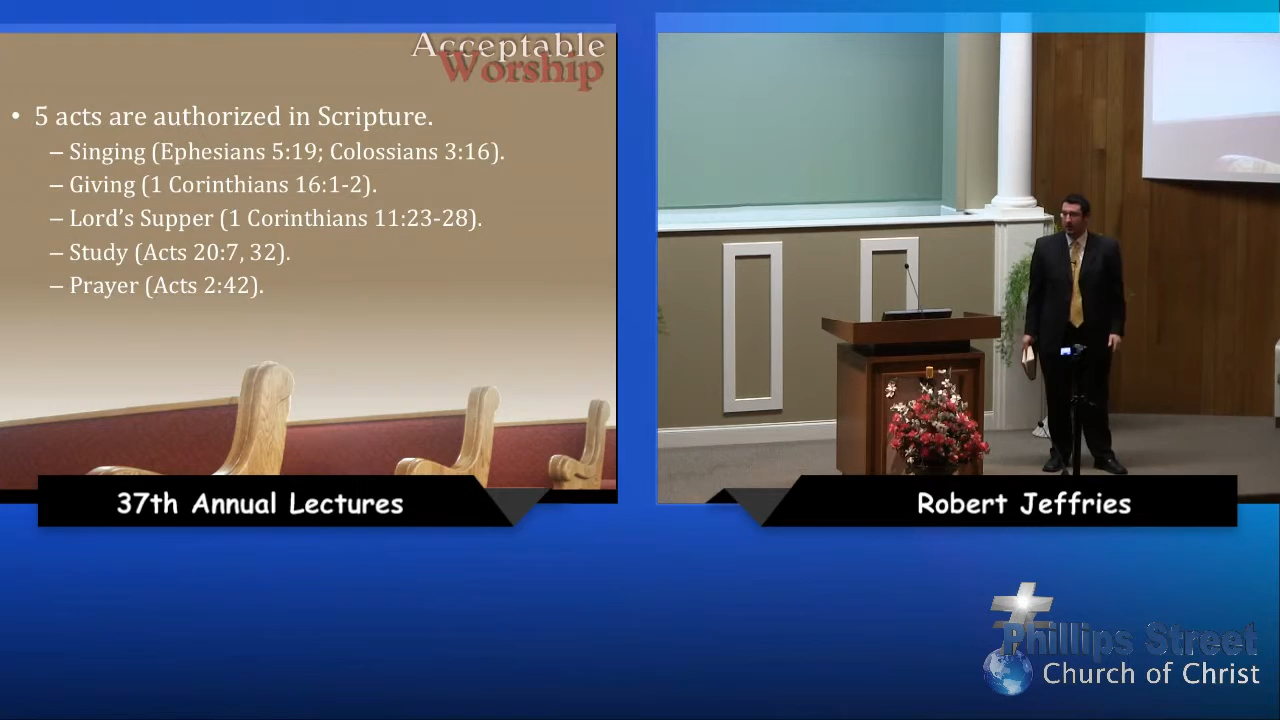 Acceptable
Worship
• 5 acts are authorized in Scripture.
– Singing (Ephesians 5:19; Colossians 3:16).
– Giving (1 Corinthians 16:1-2).
– Lord’s Supper (1 Corinthians 11:23-28).
– Study (Acts 20:7, 32).
– Prayer (Acts 2:42).
37th Annual Lectures
Robert Jeffries
Phillips Street
Church of Christ